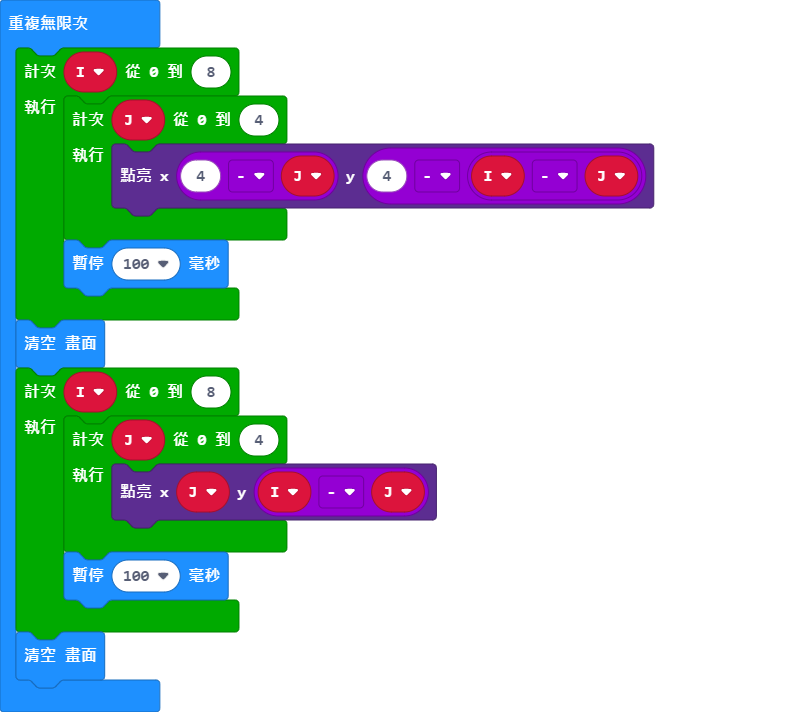 重複無限次
計次 I 從 0 到 8
執行
計次 J 從 0 到 4
執行
點亮 x 4 - J y 4 - I - J
暫停 100 毫秒
清空 畫面
計次 I 從 0 到 8
執行
計次 J 從 0 到 4
執行
點亮 x J y I - J
暫停 100 毫秒
清空 畫面